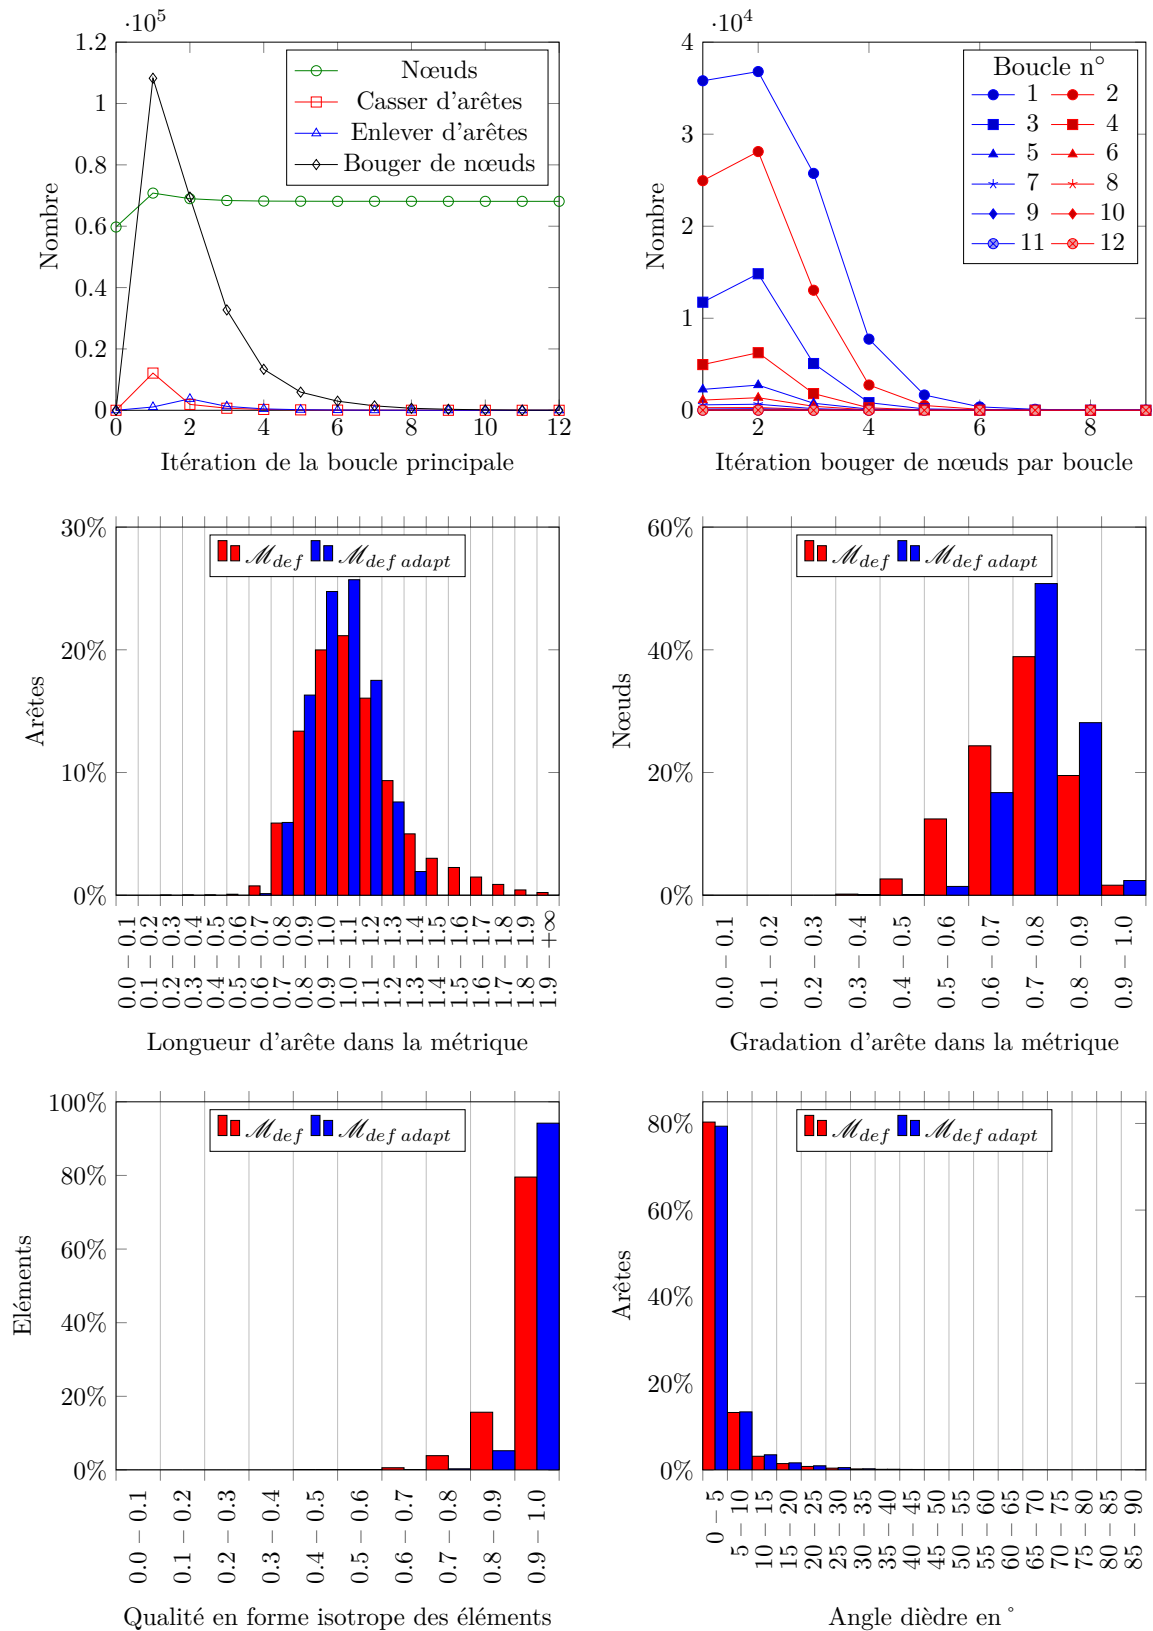 ·10⁵
1.2
1
0.8
0.6
0.4
0.2
0
0 2 4 6 8 10 12
Nombre
Itération de la boucle principale
Nœuds
Casser d'arêtes
Enlever d'arêtes
Bouger de nœuds
·10⁴
4
3
2
1
0
2 4 6 8
Nombre
Itération bouger de nœuds par boucle
Boucle n°
1 2
3 4
5 6
7 8
9 10
11 12
30%
20%
10%
0%
Arêtes
ℳdef ℳdef adapt
0.0 – 0.1
0.1 – 0.2
0.2 – 0.3
0.3 – 0.4
0.4 – 0.5
0.5 – 0.6
0.6 – 0.7
0.7 – 0.8
0.8 – 0.9
0.9 – 1.0
1.0 – 1.1
1.1 – 1.2
1.2 – 1.3
1.3 – 1.4
1.4 – 1.5
1.5 – 1.6
1.6 – 1.7
1.7 – 1.8
1.8 – 1.9
1.9 – +∞
Longueur d'arête dans la métrique
60%
40%
20%
0%
Nœuds
ℳdef ℳdef adapt
0.0 – 0.1
0.1 – 0.2
0.2 – 0.3
0.3 – 0.4
0.4 – 0.5
0.5 – 0.6
0.6 – 0.7
0.7 – 0.8
0.8 – 0.9
0.9 – 1.0
Gradation d'arête dans la métrique
100%
80%
60%
40%
20%
0%
Eléments
ℳdef ℳdef adapt
0.0 – 0.1
0.1 – 0.2
0.2 – 0.3
0.3 – 0.4
0.4 – 0.5
0.5 – 0.6
0.6 – 0.7
0.7 – 0.8
0.8 – 0.9
0.9 – 1.0
Qualité en forme isotrope des éléments
80%
60%
40%
20%
0%
Arêtes
ℳdef ℳdef adapt
0 – 5
5 – 10
10 – 15
15 – 20
20 – 25
25 – 30
30 – 35
35 – 40
40 – 45
45 – 50
50 – 55
55 – 60
60 – 65
65 – 70
70 – 75
75 – 80
80 – 85
85 – 90
Angle dièdre en °